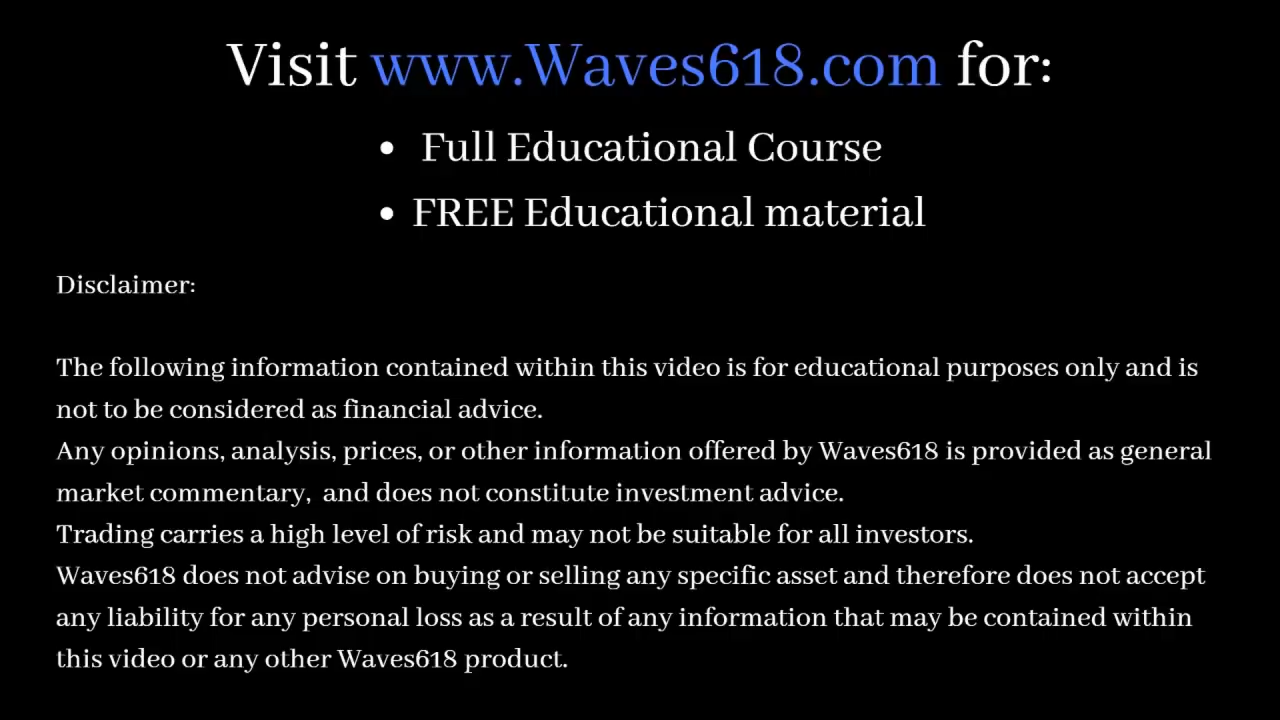 Visit www.Waves618.com for:
• Full Educational Course
• FREE Educational material
Disclaimer:
The following information contained within this video is for educational purposes only and is
not to be considered as financial advice.
Any opinions, analysis, prices, or other information offered by Waves618 is provided as general
market commentary,  and does not constitute investment advice.
Trading carries a high level of risk and may not be suitable for all investors.
Waves618 does not advise on buying or selling any specific asset and therefore does not accept
any liability for any personal loss as a result of any information that may be contained within
this video or any other Waves618 product.